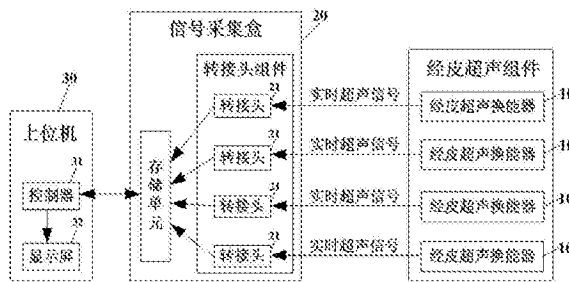 30
上位机
31
控制器
32
显示屏
20
信号采集盒
存储单元
转接头组件
21
转接头
21
转接头
21
转接头
21
转接头
实时超声信号
实时超声信号
实时超声信号
实时超声信号
经皮超声组件
经皮超声换能器
10
经皮超声换能器
10
经皮超声换能器
10
经皮超声换能器
10